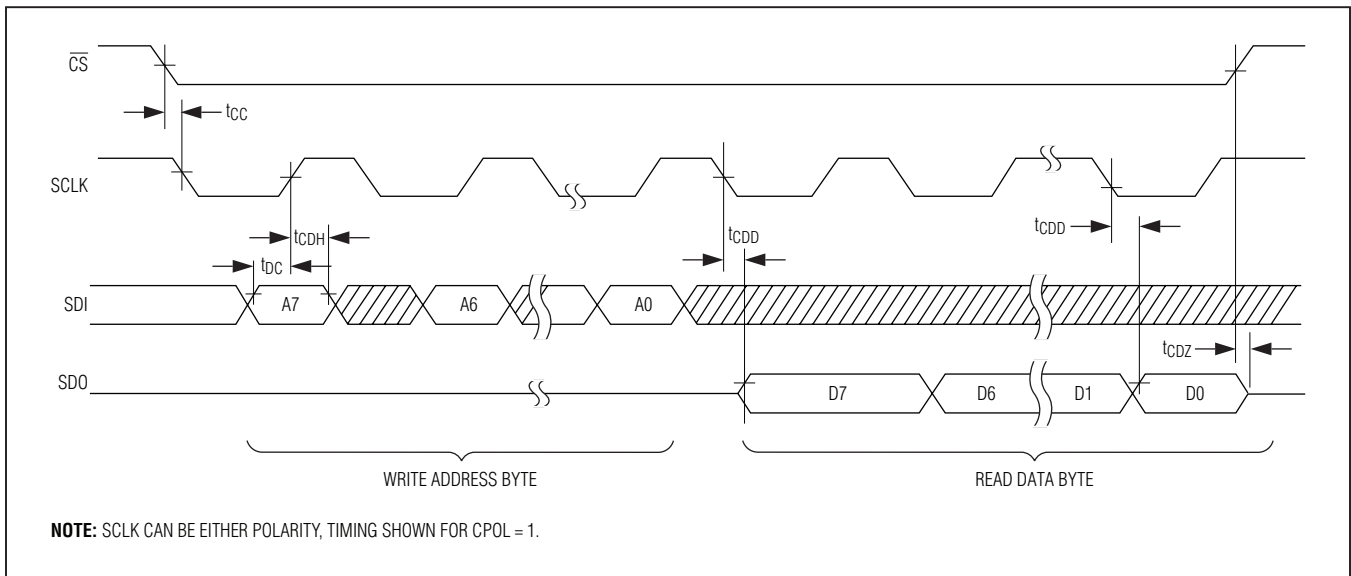 CS
tCC
SCLK
tCDH
tDC
tCDD
tCDD
SDI
A7
A6
A0
tCDZ
SDO
D7
D6
D1
D0
WRITE ADDRESS BYTE
READ DATA BYTE
NOTE: SCLK CAN BE EITHER POLARITY, TIMING SHOWN FOR CPOL = 1.